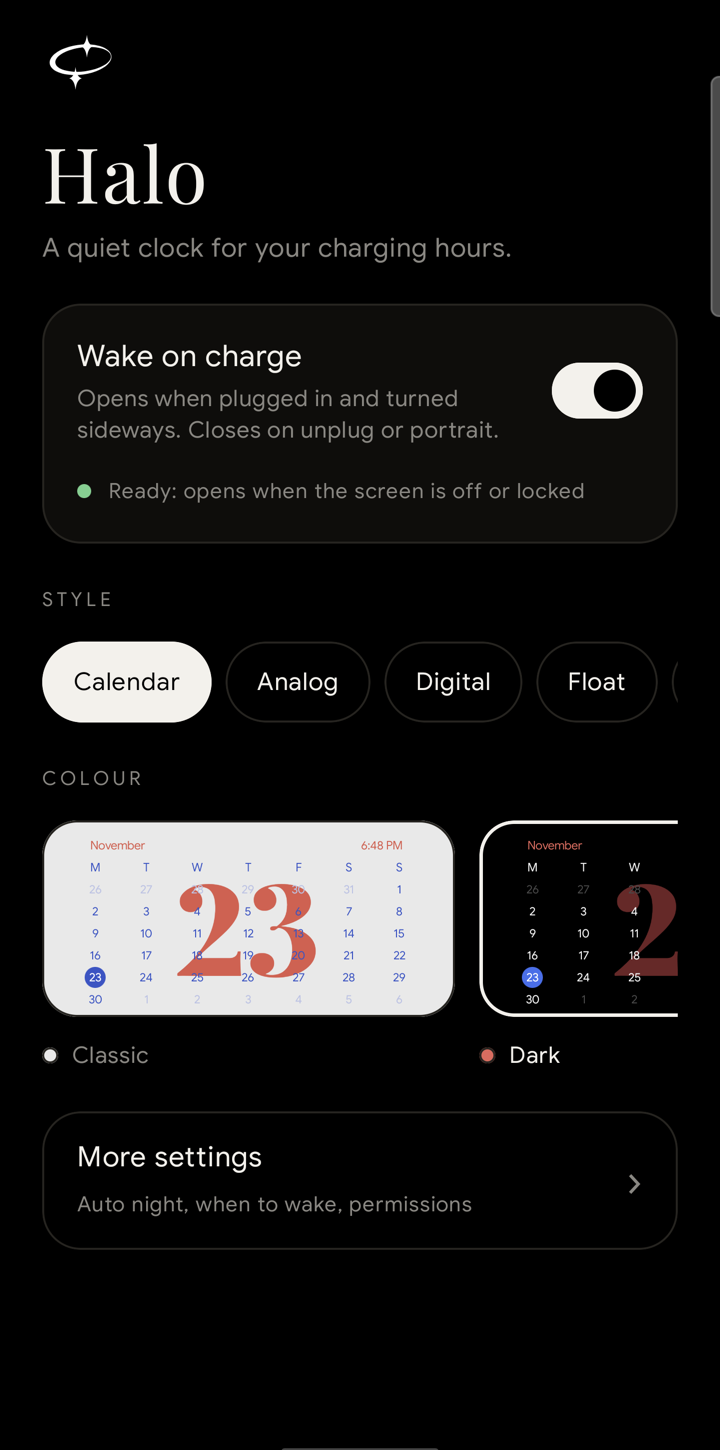 Halo
A quiet clock for your charging hours.
Wake on charge
Opens when plugged in and turned
sideways. Closes on unplug or portrait.
Ready: opens when the screen is off or locked
STYLE
Calendar Analog Digital Float
COLOUR
November 6:48 PM
M T W T F S S
26 27 28 29 30 31 1
2 3 4 5 6 7 8
9 10 11 12 13 14 15
16 17 18 19 20 21 22
23 24 25 26 27 28 29
30 1 2 3 4 5 6
23
Classic
November
M T W
26 27 28
2 3 4
9 10 11
16 17 18
23 24 25
30 1 2
2
Dark
More settings
Auto night, when to wake, permissions